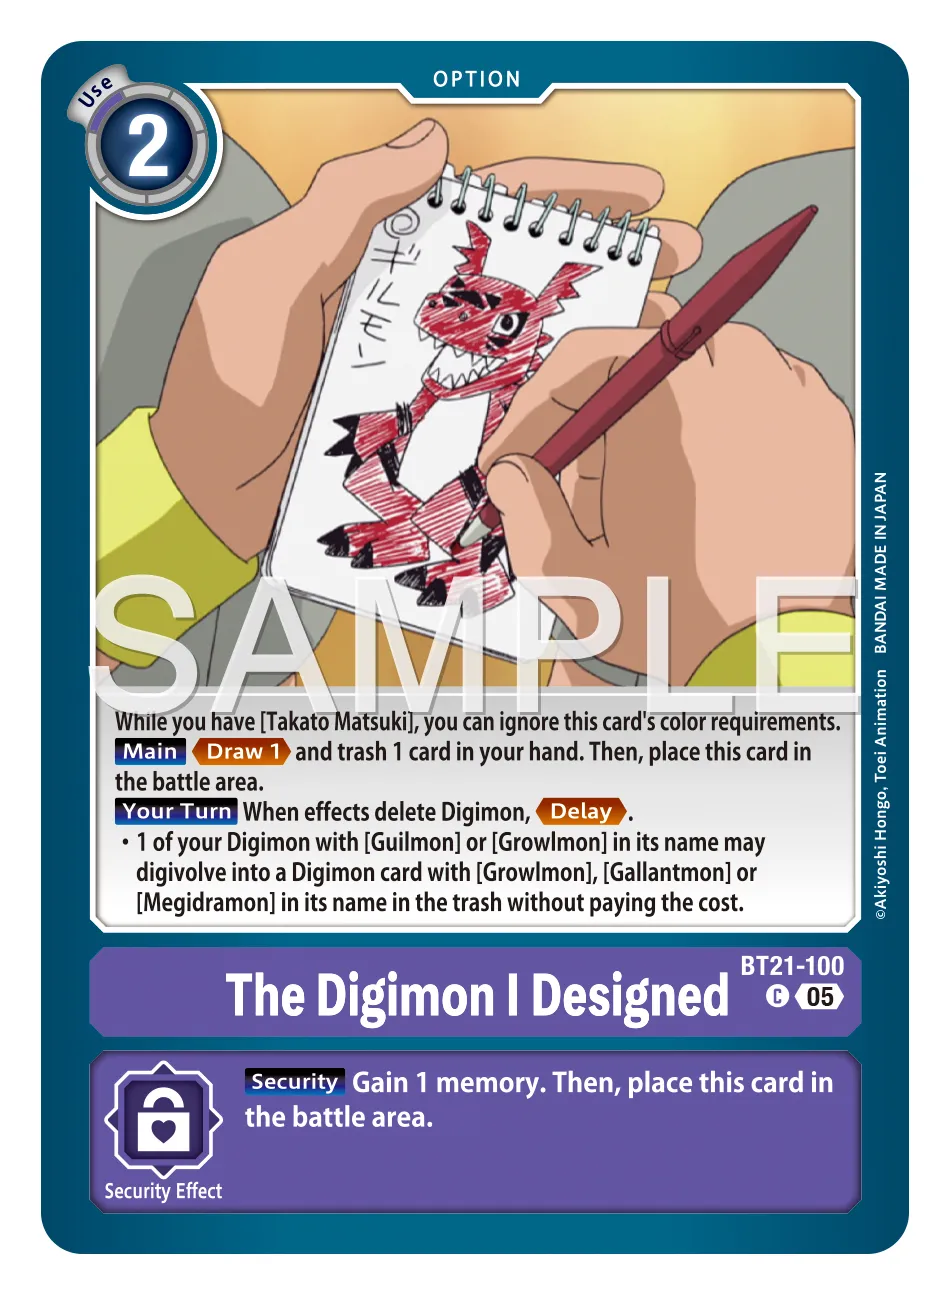 OPTION
Use
2
ギルモン
SAMPLE
While you have [Takato Matsuki], you can ignore this card's color requirements.
Main Draw 1 and trash 1 card in your hand. Then, place this card in
the battle area.
Your Turn When effects delete Digimon, Delay.
・1 of your Digimon with [Guilmon] or [Growlmon] in its name may
digivolve into a Digimon card with [Growlmon], [Gallantmon] or
[Megidramon] in its name in the trash without paying the cost.
©Akiyoshi Hongo, Toei Animation BANDAI MADE IN JAPAN
BT21-100
The Digimon I Designed
C 05
Security Gain 1 memory. Then, place this card in
the battle area.
Security Effect